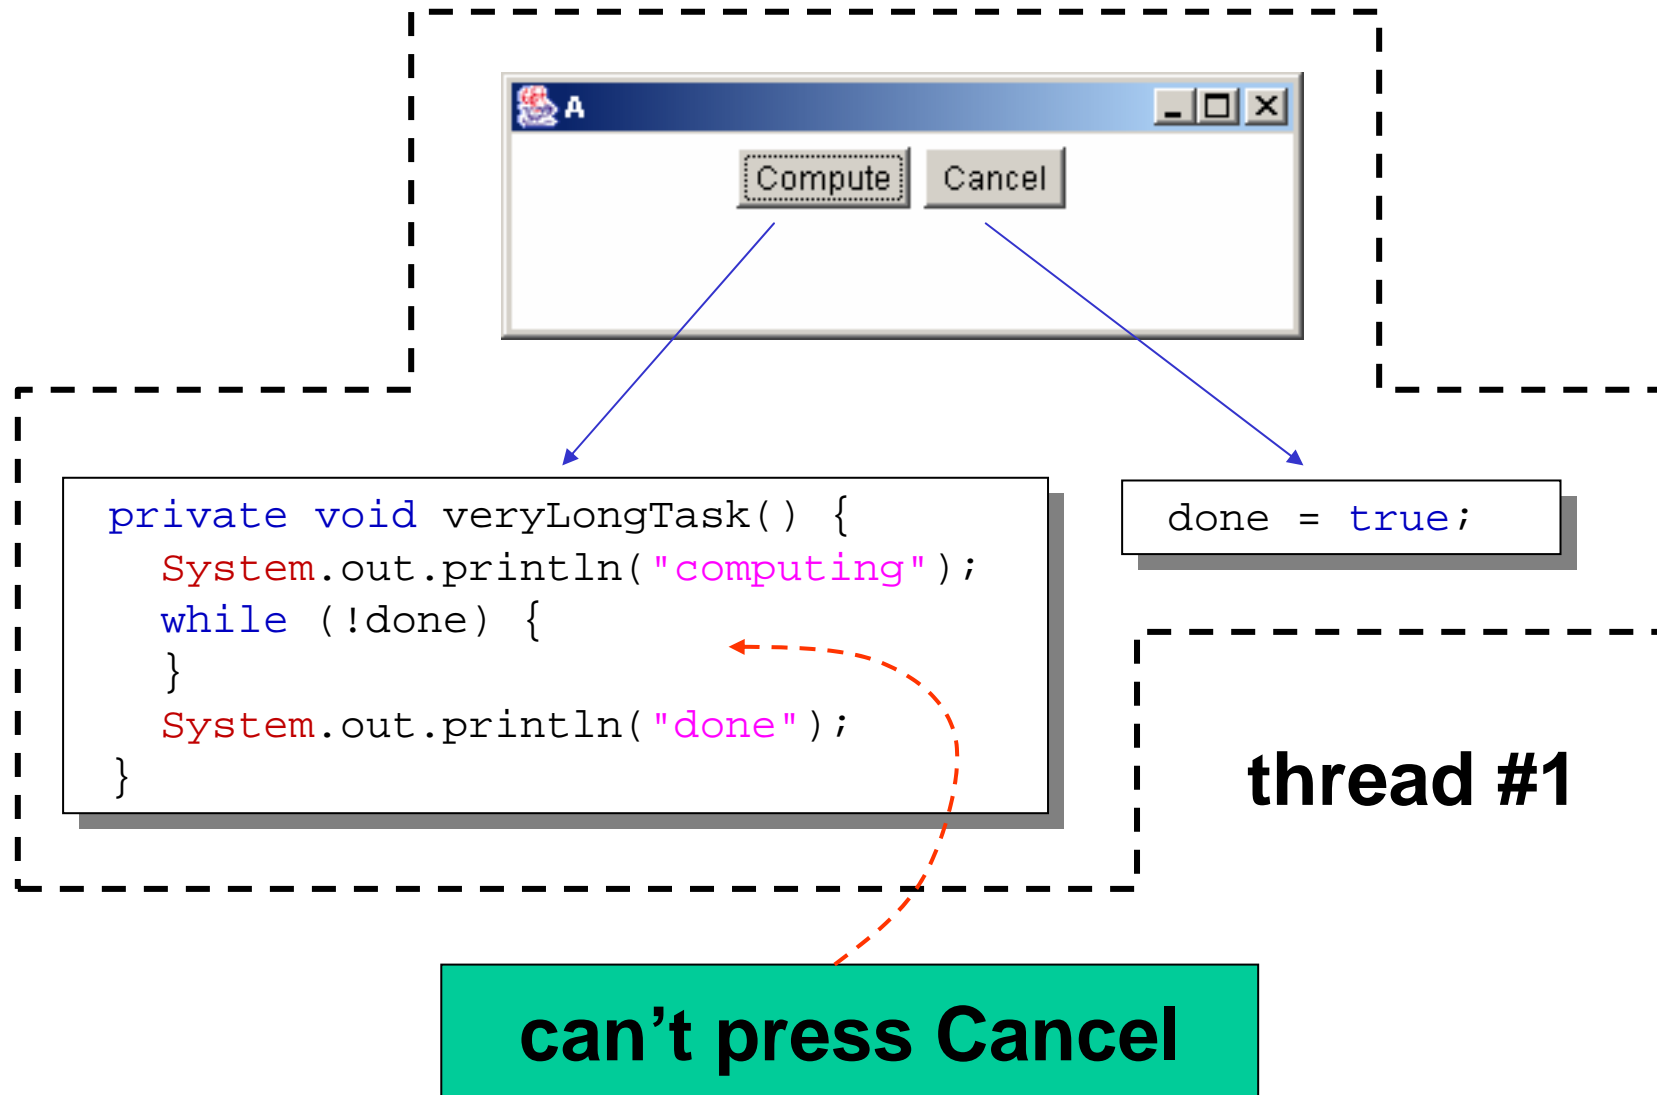 A
Compute Cancel
private void veryLongTask() {
System.out.println("computing");
while (!done) {
}
System.out.println("done");
}
done = true;
thread #1
can’t press Cancel